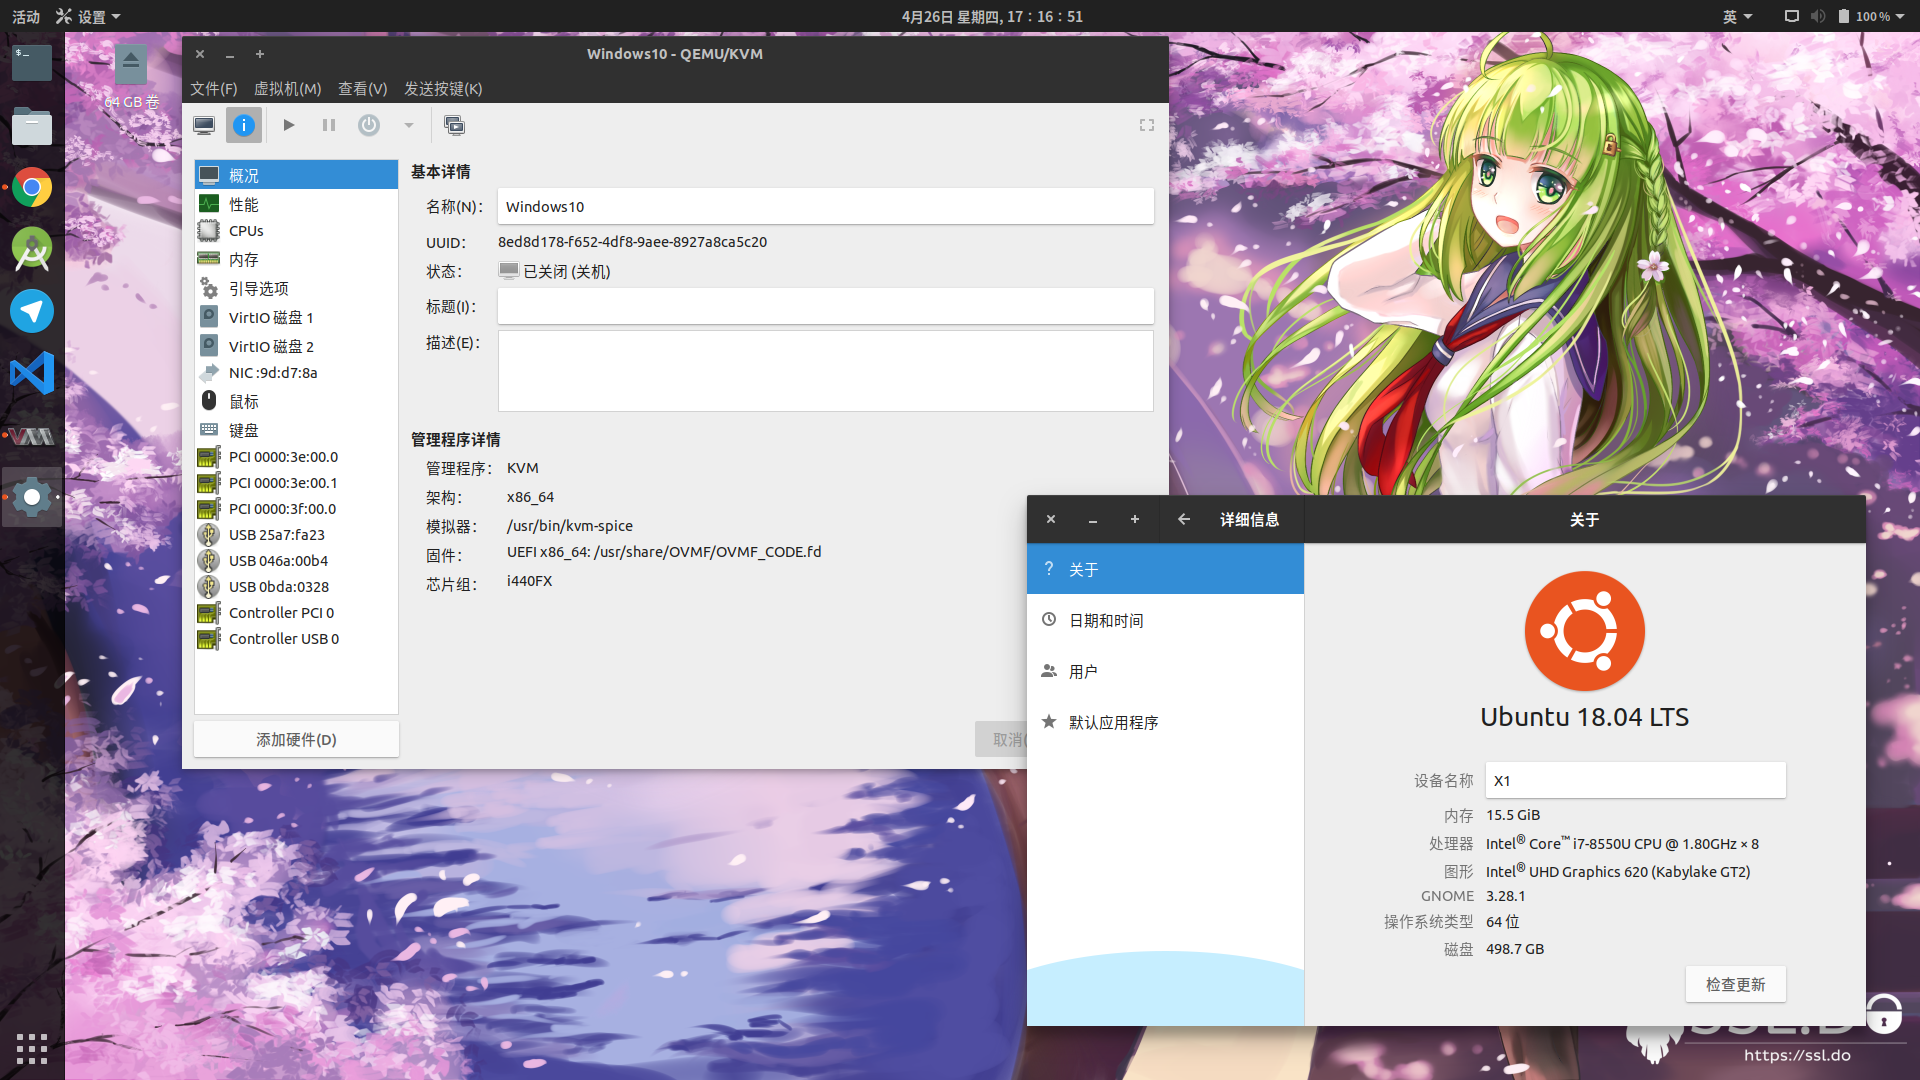 活动
设置
4月26日 星期四, 17：16：51
英
100 %
64 GB 卷
Windows10 - QEMU/KVM
文件(F) 虚拟机(M) 查看(V) 发送按键(K)
概况
性能
CPUs
内存
引导选项
VirtIO 磁盘 1
VirtIO 磁盘 2
NIC :9d:d7:8a
鼠标
键盘
PCI 0000:3e:00.0
PCI 0000:3e:00.1
PCI 0000:3f:00.0
USB 25a7:fa23
USB 046a:00b4
USB 0bda:0328
Controller PCI 0
Controller USB 0
添加硬件(D)
基本详情
名称(N)： Windows10
UUID： 8ed8d178-f652-4df8-9aee-8927a8ca5c20
状态： 已关闭 (关机)
标题(I)：
描述(E)：
管理程序详情
管理程序： KVM
架构： x86_64
模拟器： /usr/bin/kvm-spice
固件： UEFI x86_64: /usr/share/OVMF/OVMF_CODE.fd
芯片组： i440FX
取消(
详细信息
关于
? 关于
日期和时间
用户
默认应用程序
Ubuntu 18.04 LTS
设备名称 X1
内存 15.5 GiB
处理器 Intel® Core™ i7-8550U CPU @ 1.80GHz × 8
图形 Intel® UHD Graphics 620 (Kabylake GT2)
GNOME 3.28.1
操作系统类型 64 位
磁盘 498.7 GB
检查更新
https://ssl.do